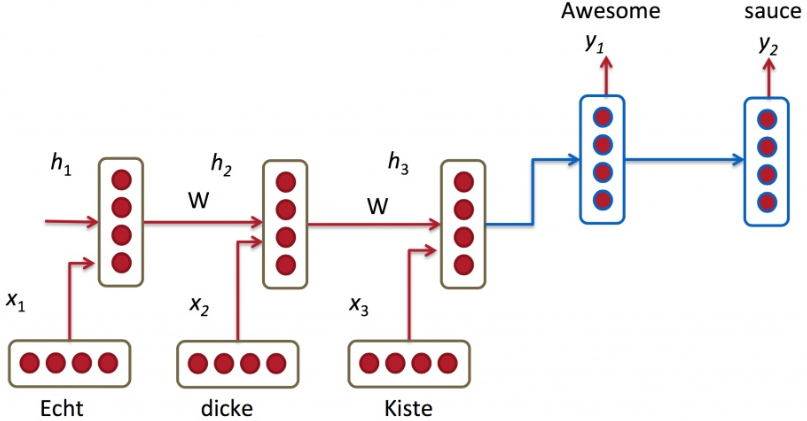 Awesome sauce
y1 y2
h1 h2 h3
W W
x1 x2 x3
Echt dicke Kiste